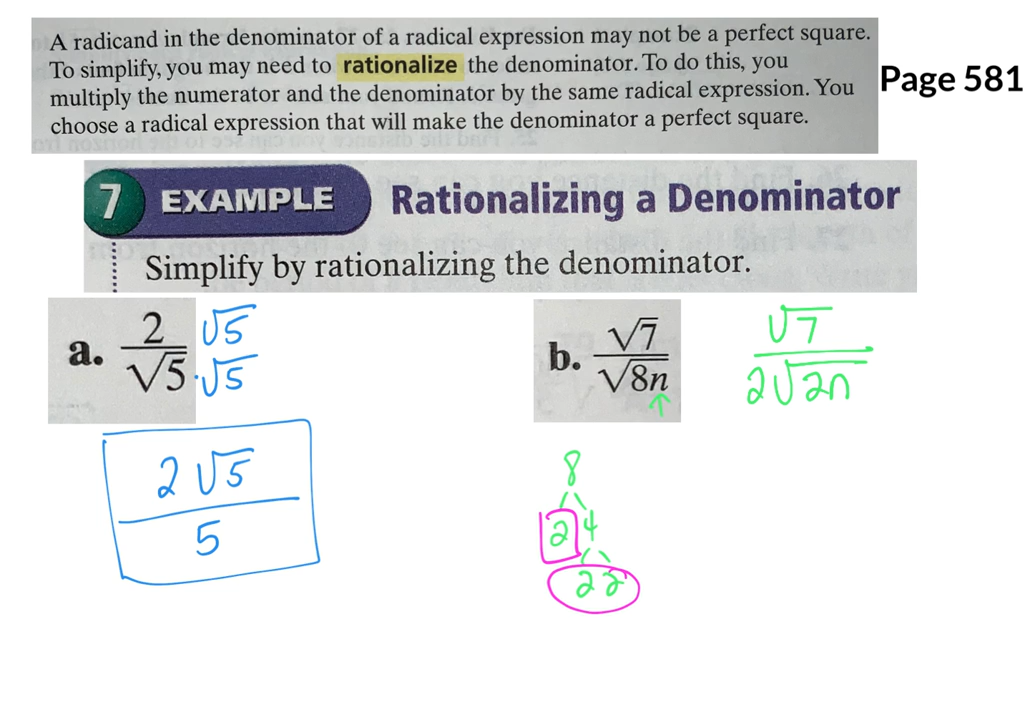 A radicand in the denominator of a radical expression may not be a perfect square.
To simplify, you may need to rationalize the denominator. To do this, you
multiply the numerator and the denominator by the same radical expression. You
choose a radical expression that will make the denominator a perfect square.
Page 581
7 EXAMPLE Rationalizing a Denominator
Simplify by rationalizing the denominator.
a. 2/√5 · √5/√5
2√5/5
b. √7/√8n
√7/2√2n
8
2 4
2 2